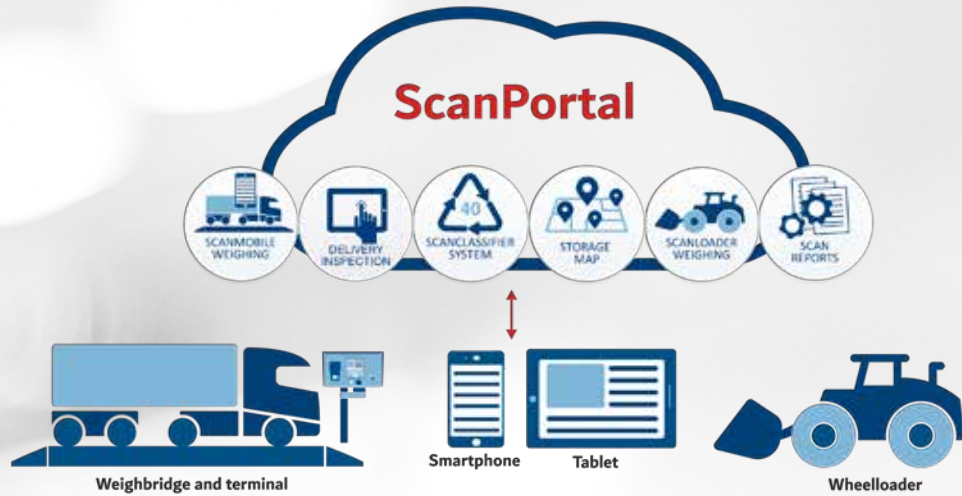 ScanPortal
SCANMOBILE
WEIGHING
DELIVERY
INSPECTION
40
SCANCLASSIFIER
SYSTEM
STORAGE
MAP
SCANLOADER
WEIGHING
SCAN
REPORTS
Weighbridge and terminal
Smartphone
Tablet
Wheelloader